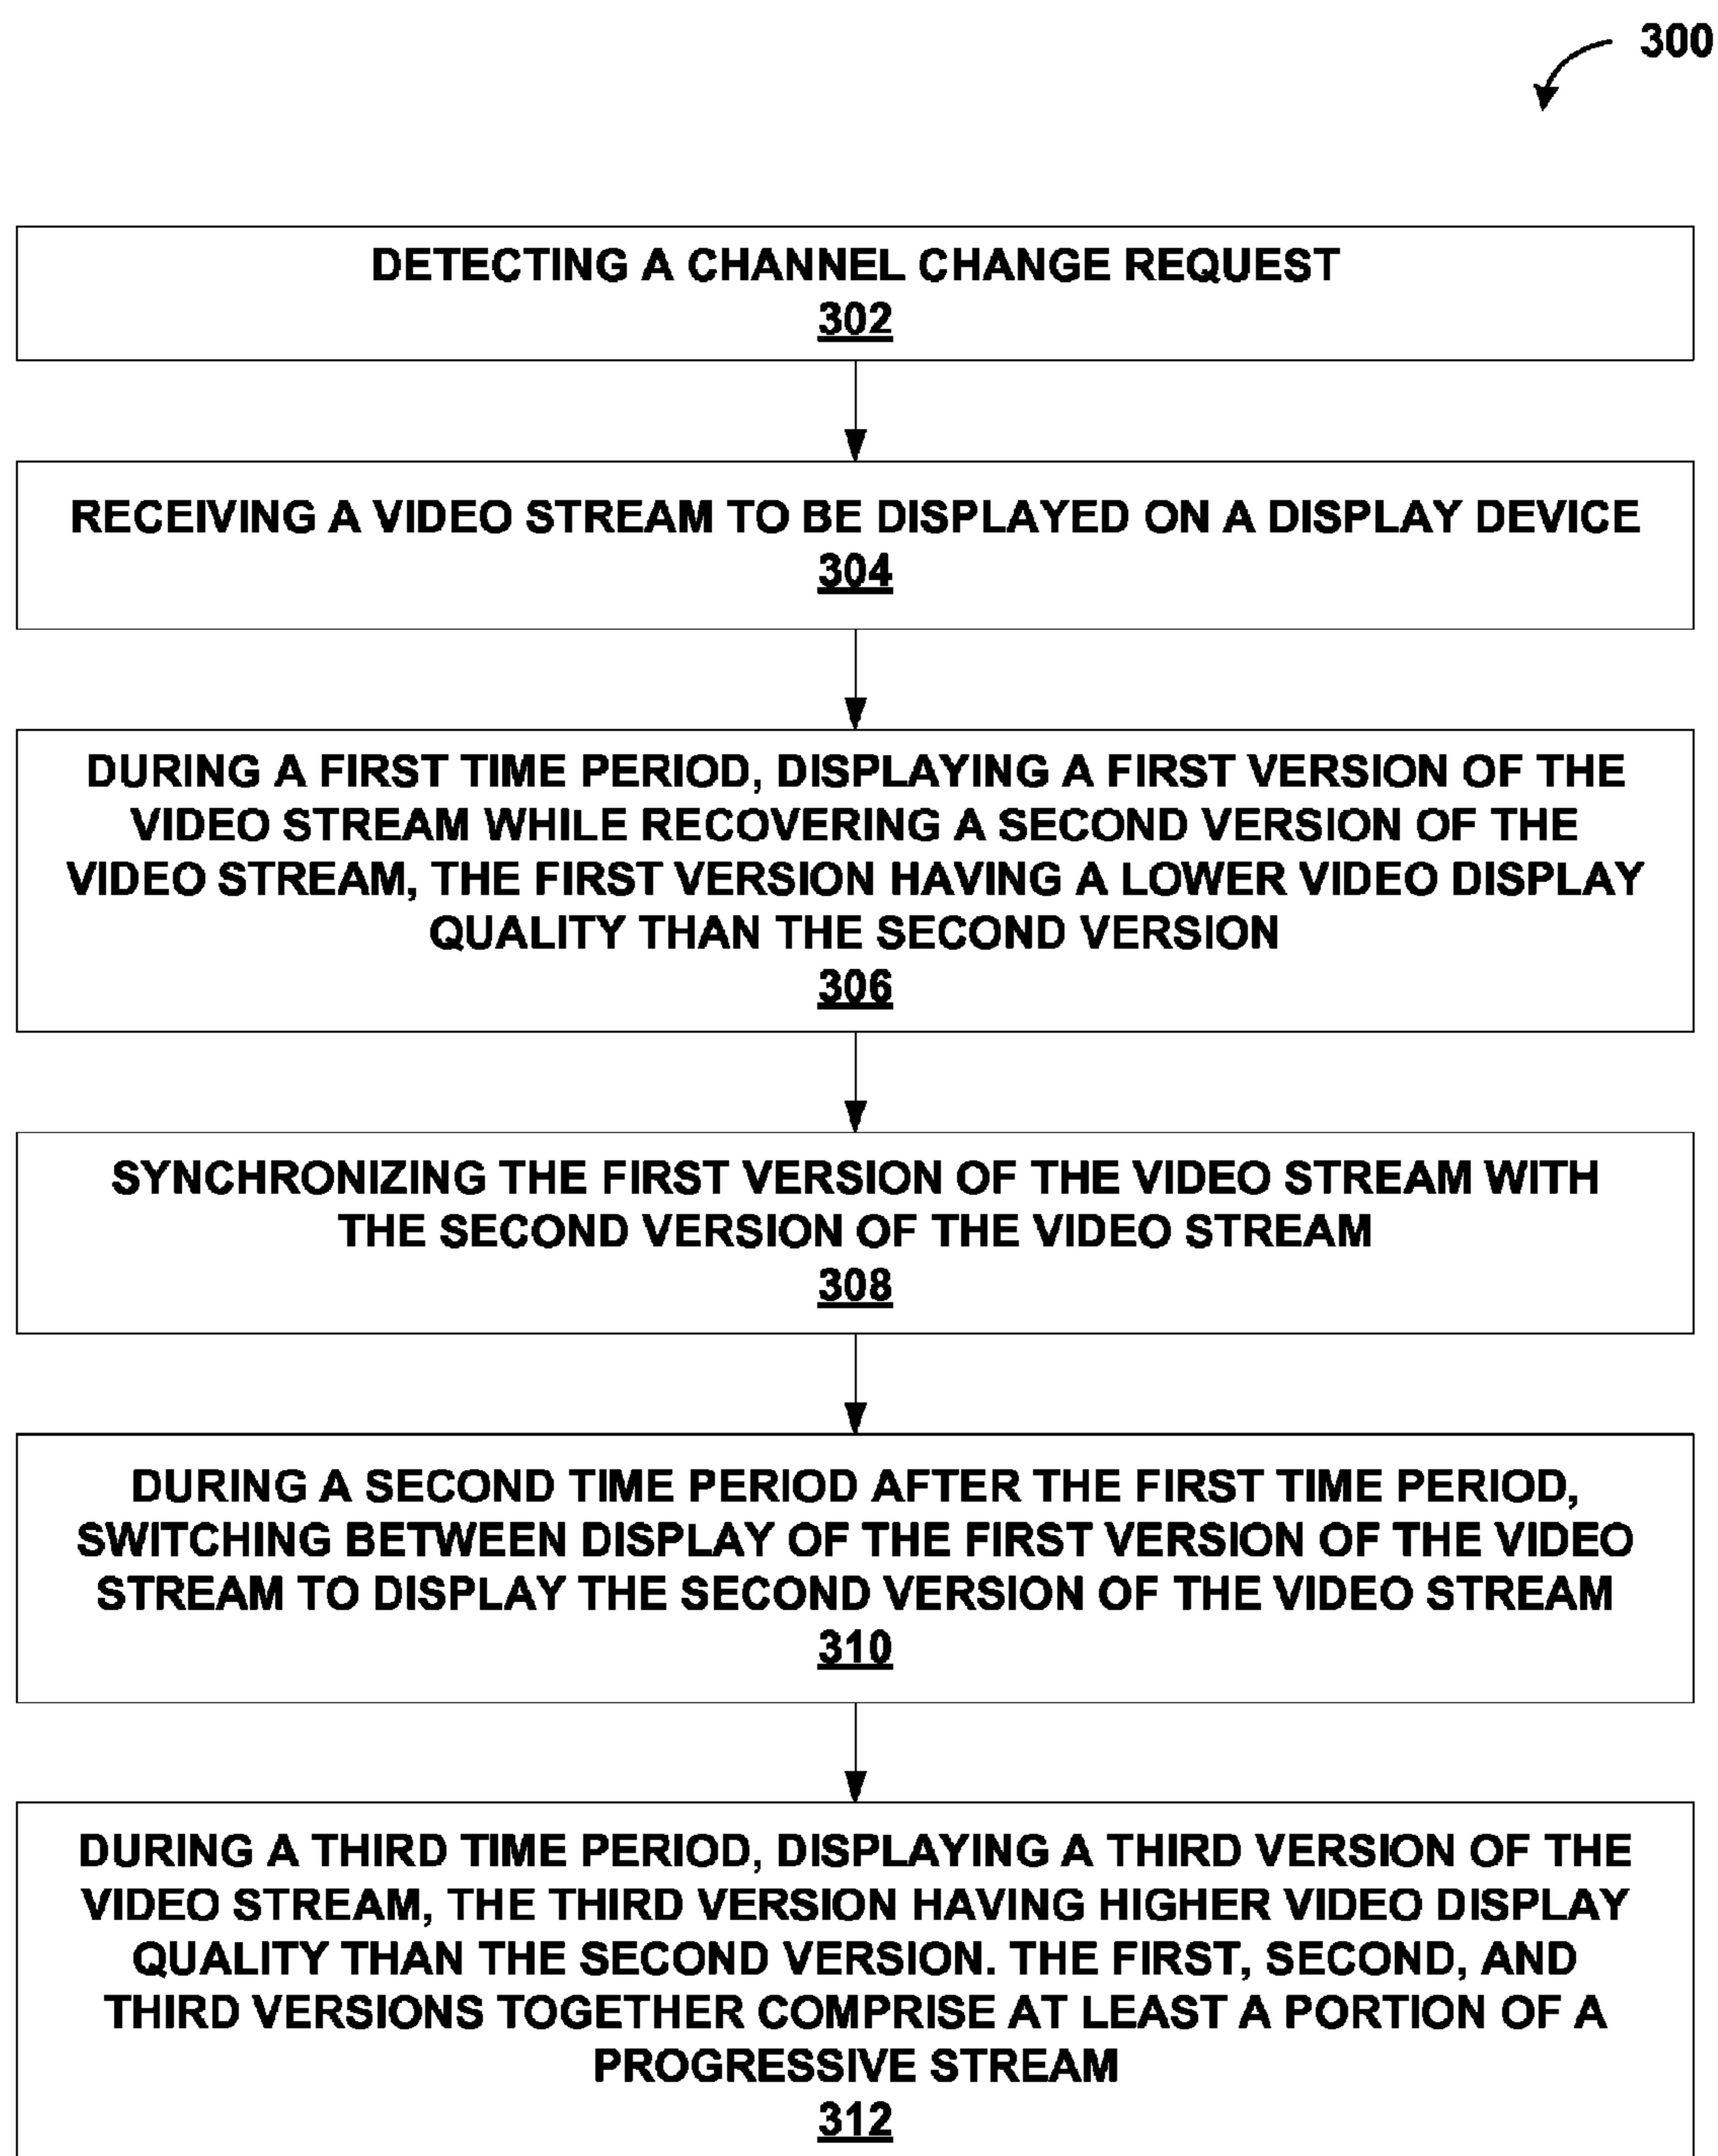 300
DETECTING A CHANNEL CHANGE REQUEST
302
RECEIVING A VIDEO STREAM TO BE DISPLAYED ON A DISPLAY DEVICE
304
DURING A FIRST TIME PERIOD, DISPLAYING A FIRST VERSION OF THE
VIDEO STREAM WHILE RECOVERING A SECOND VERSION OF THE
VIDEO STREAM, THE FIRST VERSION HAVING A LOWER VIDEO DISPLAY
QUALITY THAN THE SECOND VERSION
306
SYNCHRONIZING THE FIRST VERSION OF THE VIDEO STREAM WITH
THE SECOND VERSION OF THE VIDEO STREAM
308
DURING A SECOND TIME PERIOD AFTER THE FIRST TIME PERIOD,
SWITCHING BETWEEN DISPLAY OF THE FIRST VERSION OF THE VIDEO
STREAM TO DISPLAY THE SECOND VERSION OF THE VIDEO STREAM
310
DURING A THIRD TIME PERIOD, DISPLAYING A THIRD VERSION OF THE
VIDEO STREAM, THE THIRD VERSION HAVING HIGHER VIDEO DISPLAY
QUALITY THAN THE SECOND VERSION. THE FIRST, SECOND, AND
THIRD VERSIONS TOGETHER COMPRISE AT LEAST A PORTION OF A
PROGRESSIVE STREAM
312